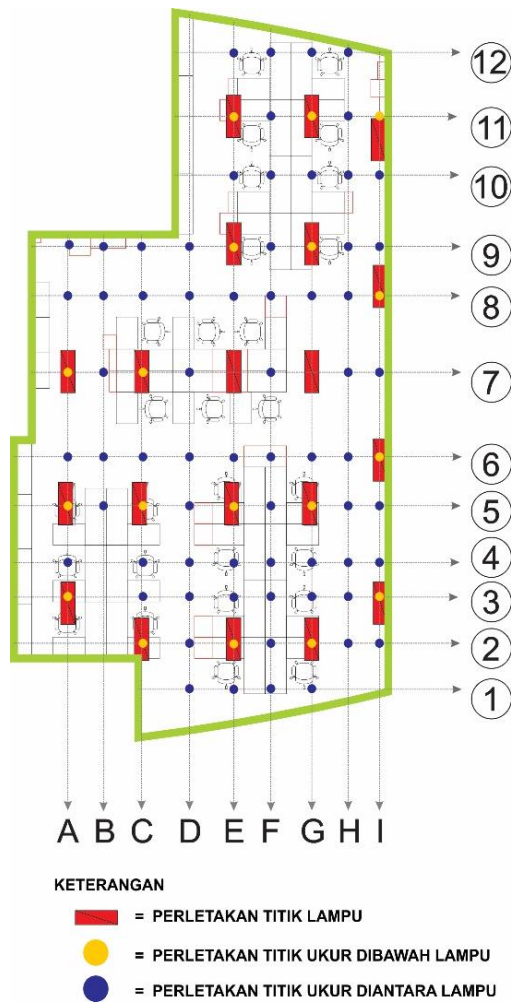 12
11
10
9
8
7
6
5
4
3
2
1
A B C D E F G H I
KETERANGAN
= PERLETAKAN TITIK LAMPU
= PERLETAKAN TITIK UKUR DIBAWAH LAMPU
= PERLETAKAN TITIK UKUR DIANTARA LAMPU